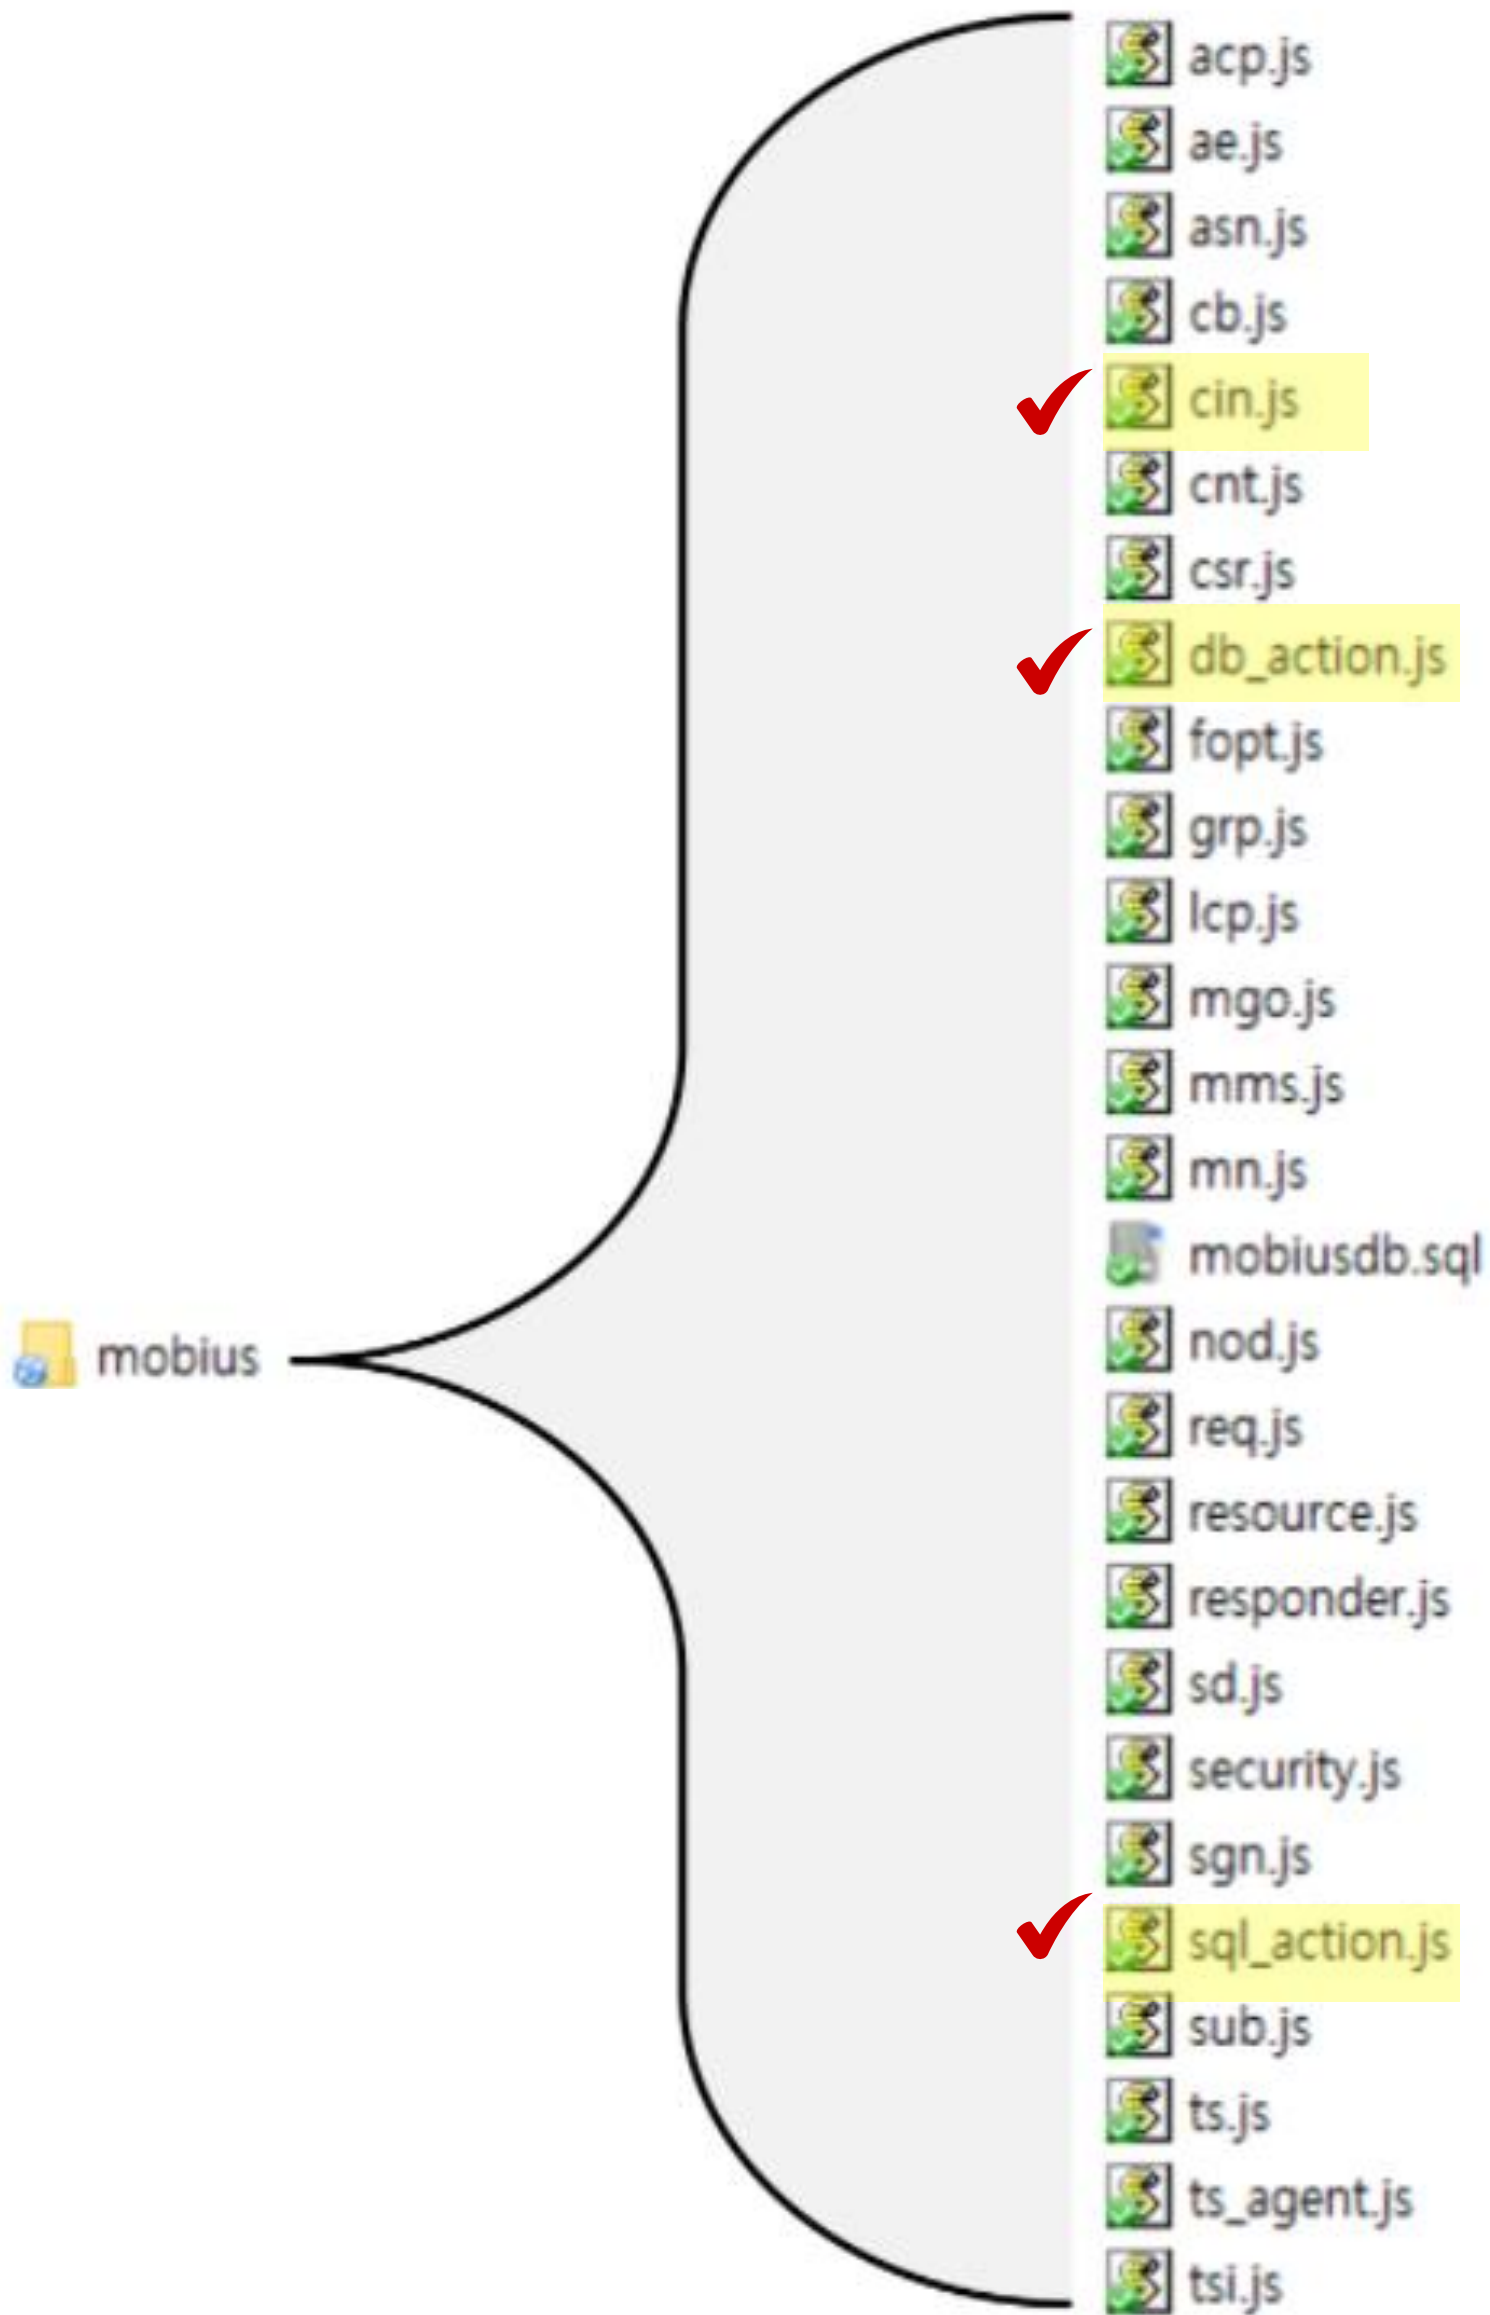 acp.js
ae.js
asn.js
cb.js
cin.js
cnt.js
csr.js
db_action.js
fopt.js
grp.js
lcp.js
mgo.js
mms.js
mn.js
mobiusdb.sql
mobius
nod.js
req.js
resource.js
responder.js
sd.js
security.js
sgn.js
sql_action.js
sub.js
ts.js
ts_agent.js
tsi.js